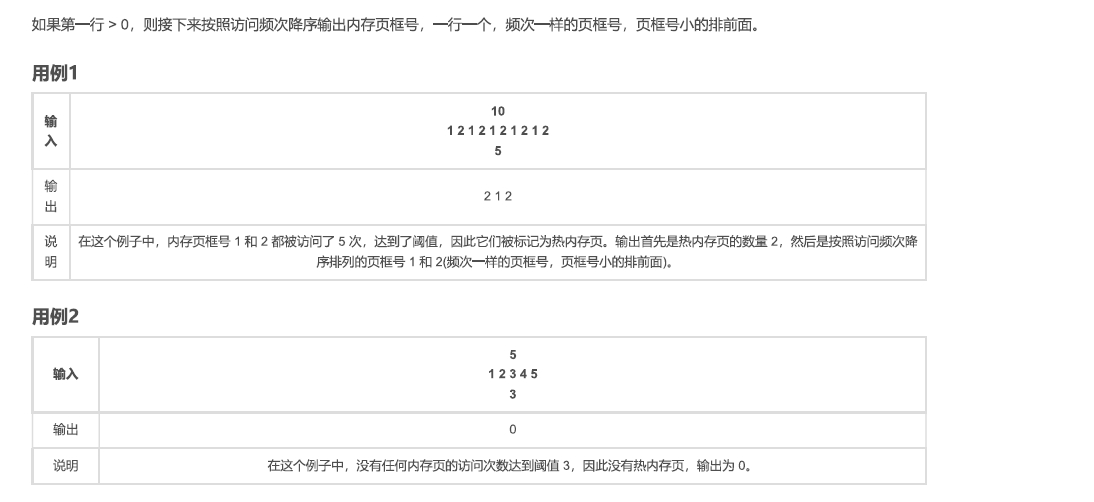 如果第一行 > 0，则接下来按照访问频次降序输出内存页框号，一行一个，频次一样的页框号，页框号小的排前面。
用例1
输
入
10
1 2 1 2 1 2 1 2 1 2
5
输
出
2 1 2
说
明
在这个例子中，内存页框号 1 和 2 都被访问了 5 次，达到了阈值，因此它们被标记为热内存页。输出首先是热内存页的数量 2，然后是按照访问频次降
序排列的页框号 1 和 2(频次一样的页框号，页框号小的排前面)。
用例2
输入
5
1 2 3 4 5
3
输出
0
说明
在这个例子中，没有任何内存页的访问次数达到阈值 3，因此没有热内存页，输出为 0。